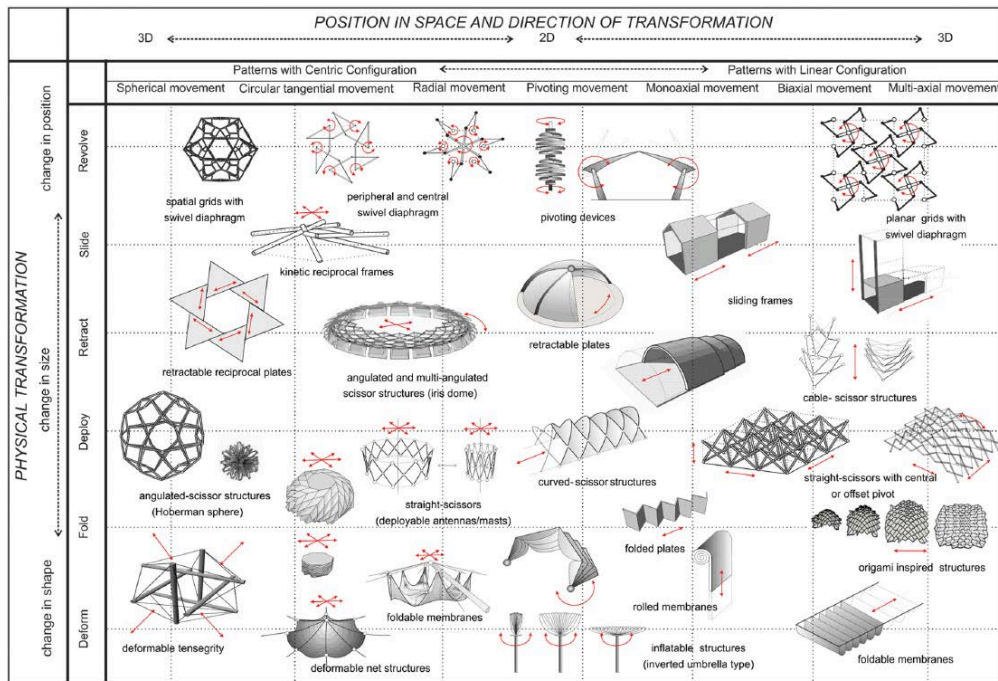 POSITION IN SPACE AND DIRECTION OF TRANSFORMATION
3D
2D
3D
Patterns with Centric Configuration
Patterns with Linear Configuration
Spherical movement
Circular tangential movement
Radial movement
Pivoting movement
Monoaxial movement
Biaxial movement
Multi-axial movement
PHYSICAL TRANSFORMATION
change in position
change in size
change in shape
Revolve
Slide
Retract
Deploy
Fold
Deform
spatial grids with
swivel diaphragm
peripheral and central
swivel diaphragm
pivoting devices
planar grids with
swivel diaphragm
kinetic reciprocal frames
sliding frames
retractable reciprocal plates
angulated and multi-angulated
scissor structures (iris dome)
retractable plates
cable- scissor structures
angulated-scissor structures
(Hoberman sphere)
straight-scissors
(deployable antennas/masts)
curved- scissor structures
straight-scissors with central
or offset pivot
folded plates
origami inspired structures
foldable membranes
rolled membranes
deformable tensegrity
deformable net structures
inflatable structures
(inverted umbrella type)
foldable membranes